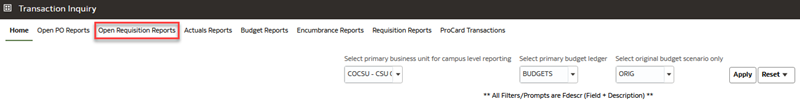 Transaction Inquiry
Home Open PO Reports Open Requisition Reports Actuals Reports Budget Reports Encumbrance Reports Requisition Reports ProCard Transactions
Select primary business unit for campus level reporting Select primary budget ledger Select original budget scenario only
COCSU - CSU BUDGETS ORIG Apply Reset
** All Filters/Prompts are Fdescr (Field + Description) **